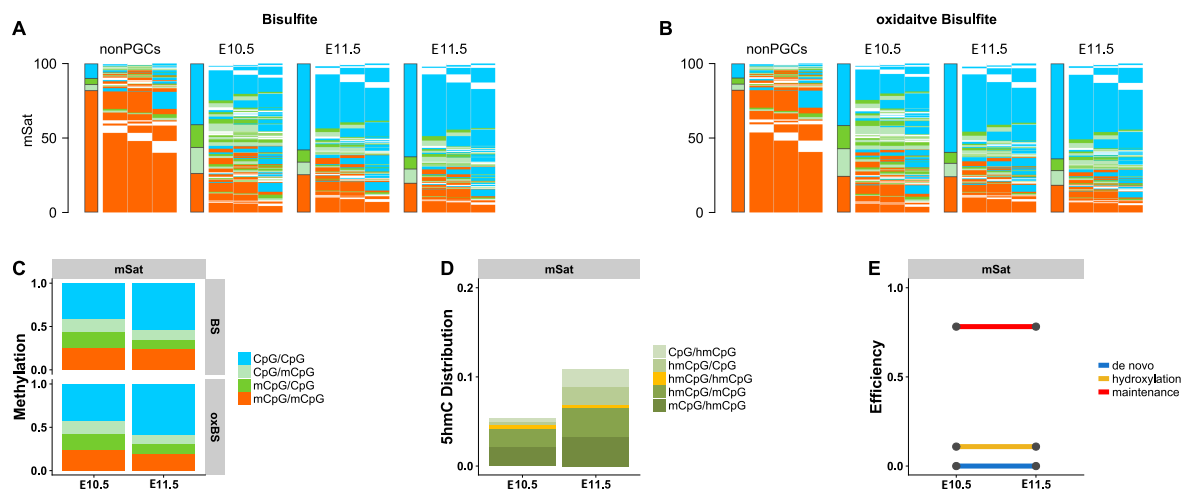 A
Bisulfite
nonPGCs
E10.5
E11.5
E11.5
mSat
100
50
0
B
oxidaitve Bisulfite
nonPGCs
E10.5
E11.5
E11.5
100
50
0
C
mSat
Methylation
1.0
0.5
0.0
BS
1.0
0.5
0.0
oxBS
E10.5
E11.5
CpG/CpG
CpG/mCpG
mCpG/CpG
mCpG/mCpG
D
mSat
5hmC Distribution
0.2
0.1
0.0
E10.5
E11.5
CpG/hmCpG
hmCpG/CpG
hmCpG/hmCpG
hmCpG/mCpG
mCpG/hmCpG
E
mSat
Efficiency
0.8
0.4
0.0
E10.5
E11.5
de novo
hydroxylation
maintenance